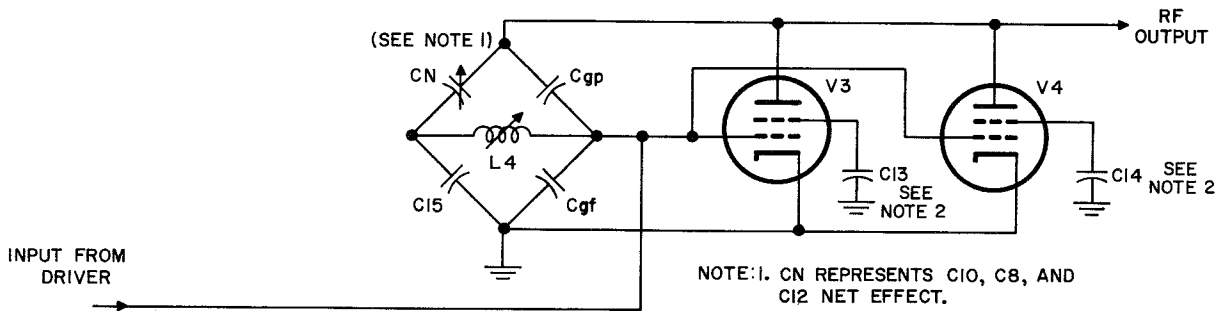 RF
OUTPUT
(SEE NOTE 1)
CN
Cgp
V3
V4
L4
C15
Cgf
C13
SEE
NOTE 2
C14
SEE
NOTE 2
INPUT FROM
DRIVER
NOTE:1. CN REPRESENTS C10, C8, AND
C12 NET EFFECT.